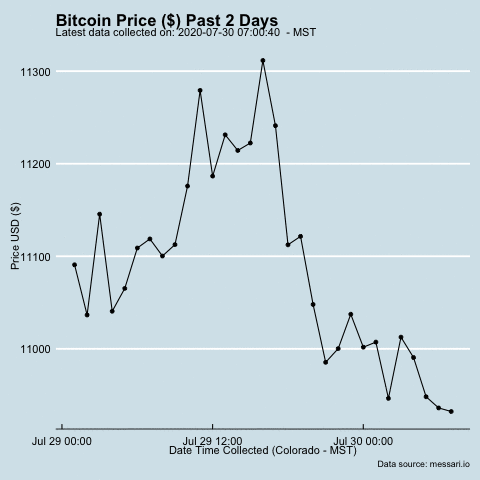 Bitcoin Price ($) Past 2 Days
Latest data collected on: 2020-07-30 07:00:40 - MST
11300
11200
11100
11000
Price USD ($)
Jul 29 00:00 Jul 29 12:00 Jul 30 00:00
Date Time Collected (Colorado - MST)
Data source: messari.io